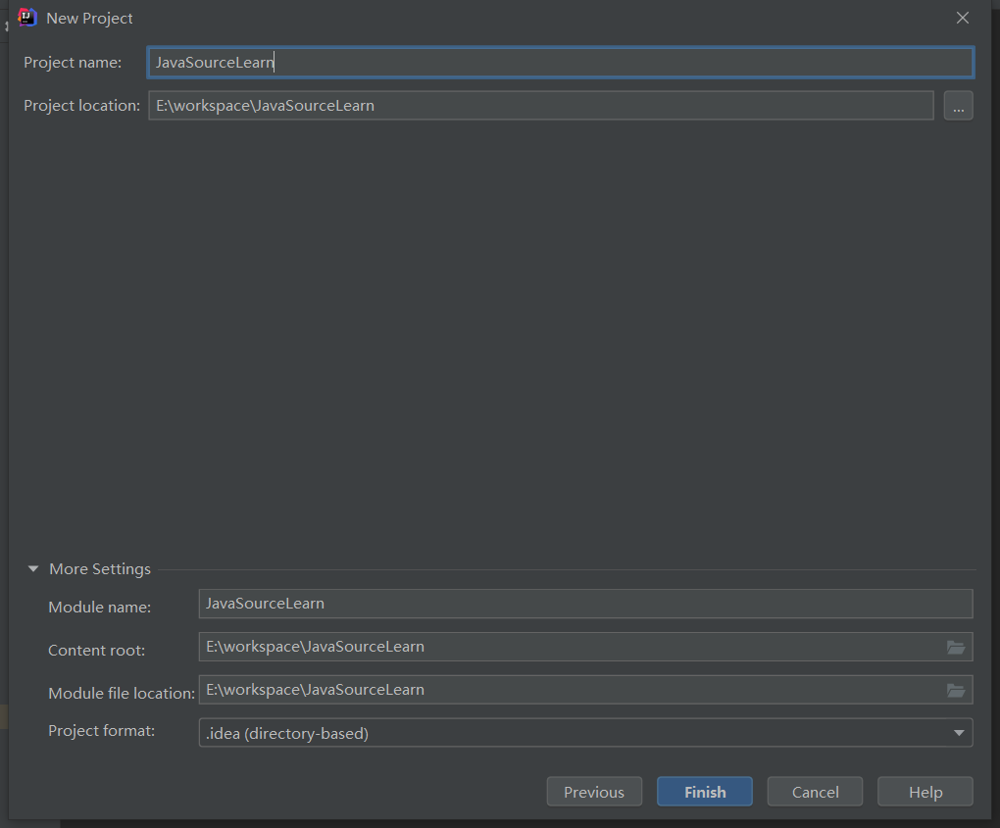 New Project
Project name: JavaSourceLearn
Project location: E:\workspace\JavaSourceLearn ...
More Settings
Module name: JavaSourceLearn
Content root: E:\workspace\JavaSourceLearn
Module file location: E:\workspace\JavaSourceLearn
Project format: .idea (directory-based)
Previous Finish Cancel Help